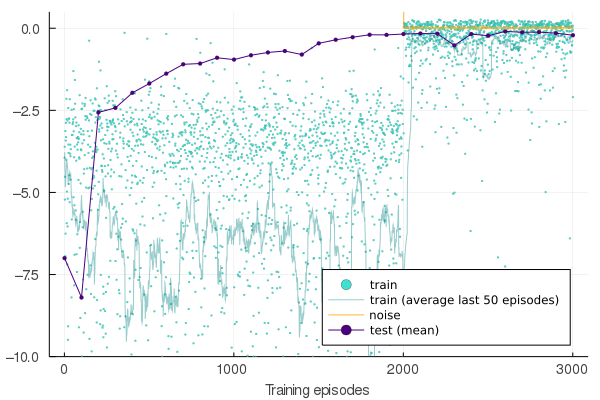 0.0
−2.5
−5.0
−7.5
−10.0
0
1000
2000
3000
Training episodes
train
train (average last 50 episodes)
noise
test (mean)